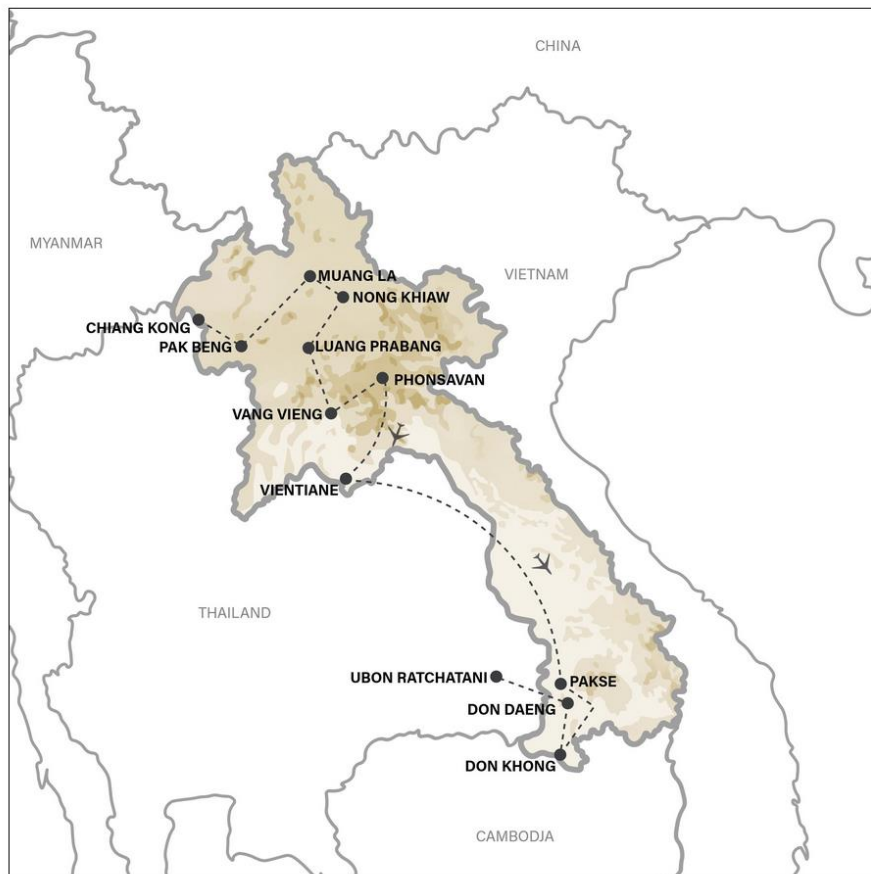 CHINA
MYANMAR
VIETNAM
MUANG LA
NONG KHIAW
CHIANG KONG
PAK BENG
LUANG PRABANG
PHONSAVAN
VANG VIENG
VIENTIANE
THAILAND
UBON RATCHATANI
PAKSE
DON DAENG
DON KHONG
CAMBODJA